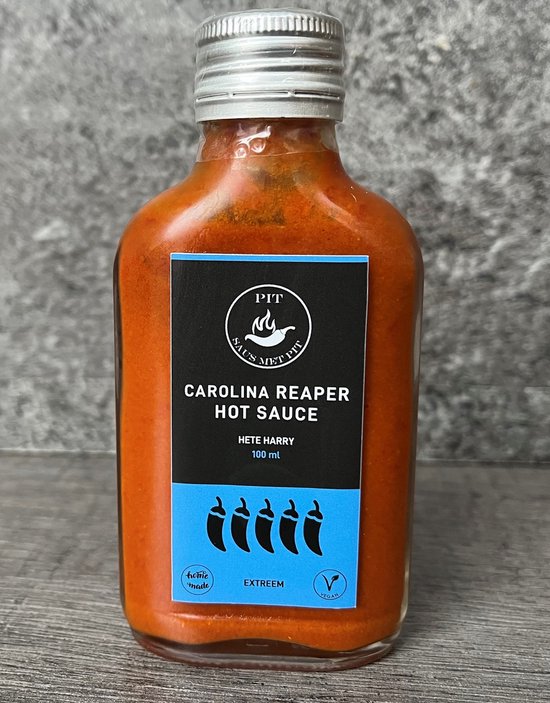 PIT
SAUS MET PIT
CAROLINA REAPER
HOT SAUCE
HETE HARRY
100 ml
home
made
EXTREEM
VEGAN